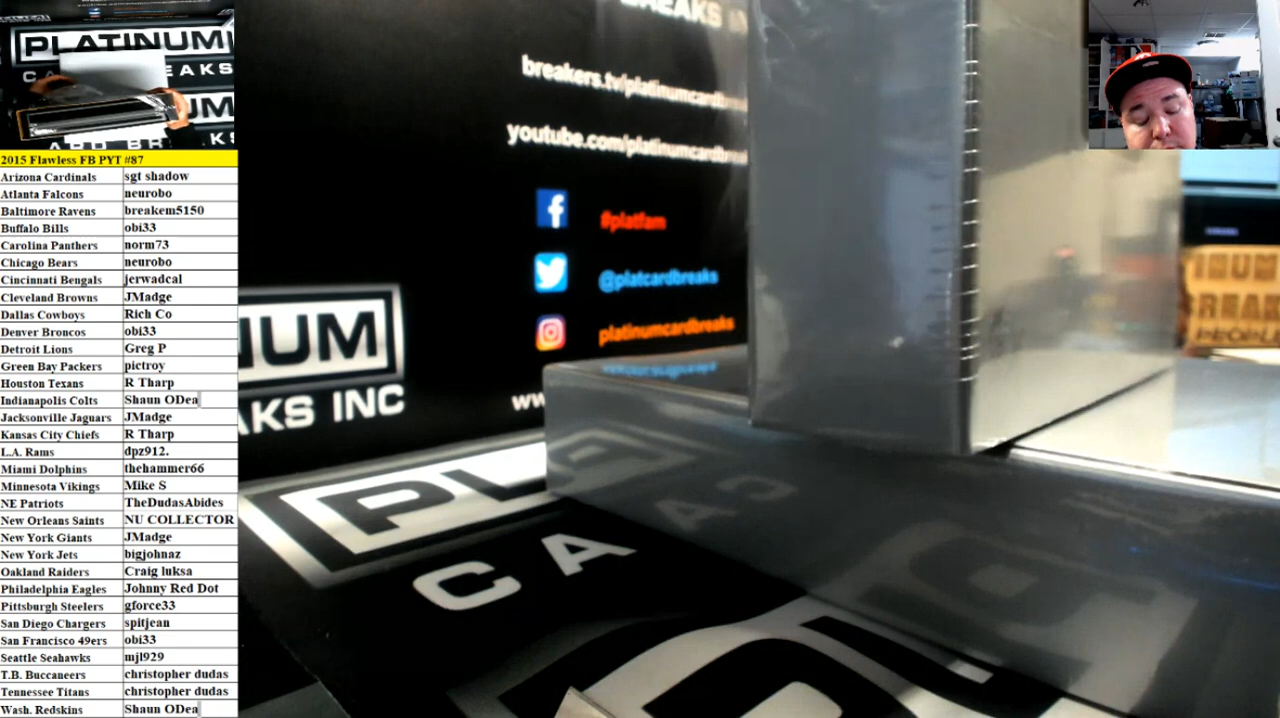 PLATINUM
2015 Flawless FB PYT #87
Arizona Cardinals sgt shadow
Atlanta Falcons neurobo
Baltimore Ravens breakem5150
Buffalo Bills obi33
Carolina Panthers norm73
Chicago Bears neurobo
Cincinnati Bengals jerwadcal
Cleveland Browns JMadge
Dallas Cowboys Rich Co
Denver Broncos obi33
Detroit Lions Greg P
Green Bay Packers pictroy
Houston Texans R Tharp
Indianapolis Colts Shaun ODea
Jacksonville Jaguars JMadge
Kansas City Chiefs R Tharp
L.A. Rams dpz912.
Miami Dolphins thehammer66
Minnesota Vikings Mike S
NE Patriots TheDudasAbides
New Orleans Saints NU COLLECTOR
New York Giants JMadge
New York Jets bigjohnaz
Oakland Raiders Craig luksa
Philadelphia Eagles Johnny Red Dot
Pittsburgh Steelers gforce33
San Diego Chargers spitjean
San Francisco 49ers obi33
Seattle Seahawks mjl929
T.B. Buccaneers christopher dudas
Tennessee Titans christopher dudas
Wash. Redskins Shaun ODea
BREAKS
breakers.tv/platinumcardbre
youtube.com/platinumcardbre
#platfam
@platcardbreaks
platinumcardbreaks
NUM
AKS INC
ww
PLA
CA